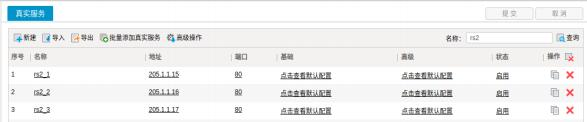 真实服务 提 交 取 消
新建 导入 导出 批量添加真实服务 高级操作 名称: rs2 查询
序号 名称 地址 端口 基础 高级 状态 操作
1 rs2_1 205.1.1.15 80 点击查看默认配置 点击查看默认配置 启用
2 rs2_2 205.1.1.16 80 点击查看默认配置 点击查看默认配置 启用
3 rs2_3 205.1.1.17 80 点击查看默认配置 点击查看默认配置 启用